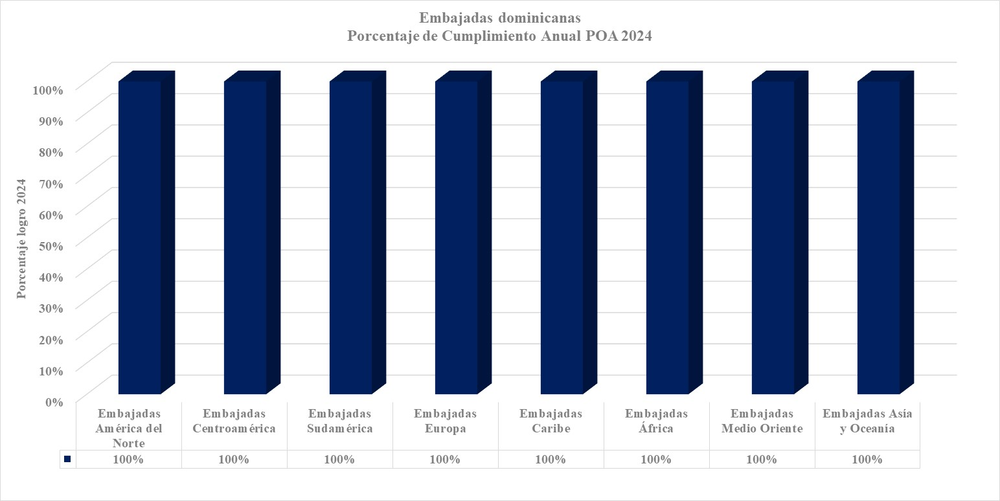 Embajadas dominicanas
Porcentaje de Cumplimiento Anual POA 2024
Porcentaje logro 2024
100%
90%
80%
70%
60%
50%
40%
30%
20%
10%
0%
Embajadas América del Norte
Embajadas Centroamérica
Embajadas Sudamérica
Embajadas Europa
Embajadas Caribe
Embajadas África
Embajadas Medio Oriente
Embajadas Asía y Oceanía
100% 100% 100% 100% 100% 100% 100% 100%